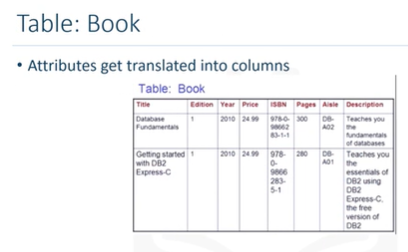 Table: Book
• Attributes get translated into columns
Table: Book
Title Edition Year Price ISBN Pages Aisle Description
Database Fundamentals 1 2010 24.99 978-0-98662 83-1-1 300 DB-A02 Teaches you the fundamentals of databases
Getting started with DB2 Express-C 1 2010 24.99 978-0-9866 283-5-1 280 DB-A01 Teaches you the essentials of DB2 using DB2 Express-C, the free version of DB2